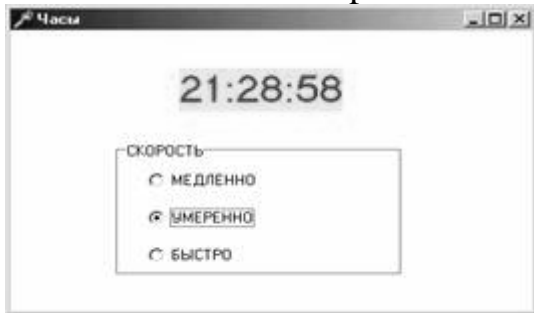 Часы
21:28:58
СКОРОСТЬ
МЕДЛЕННО
УМЕРЕННО
БЫСТРО